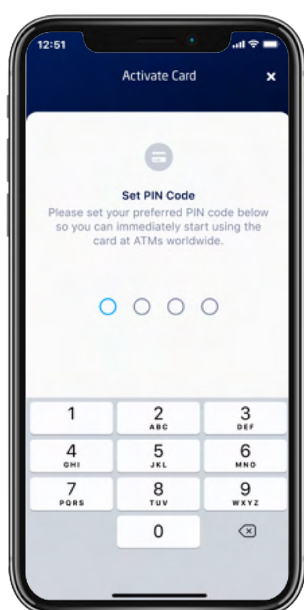 12:51
Activate Card
Set PIN Code
Please set your preferred PIN code below
so you can immediately start using the
card at ATMs worldwide.
1 2 3
ABC DEF
4 5 6
GHI JKL MNO
7 8 9
PQRS TUV WXYZ
0